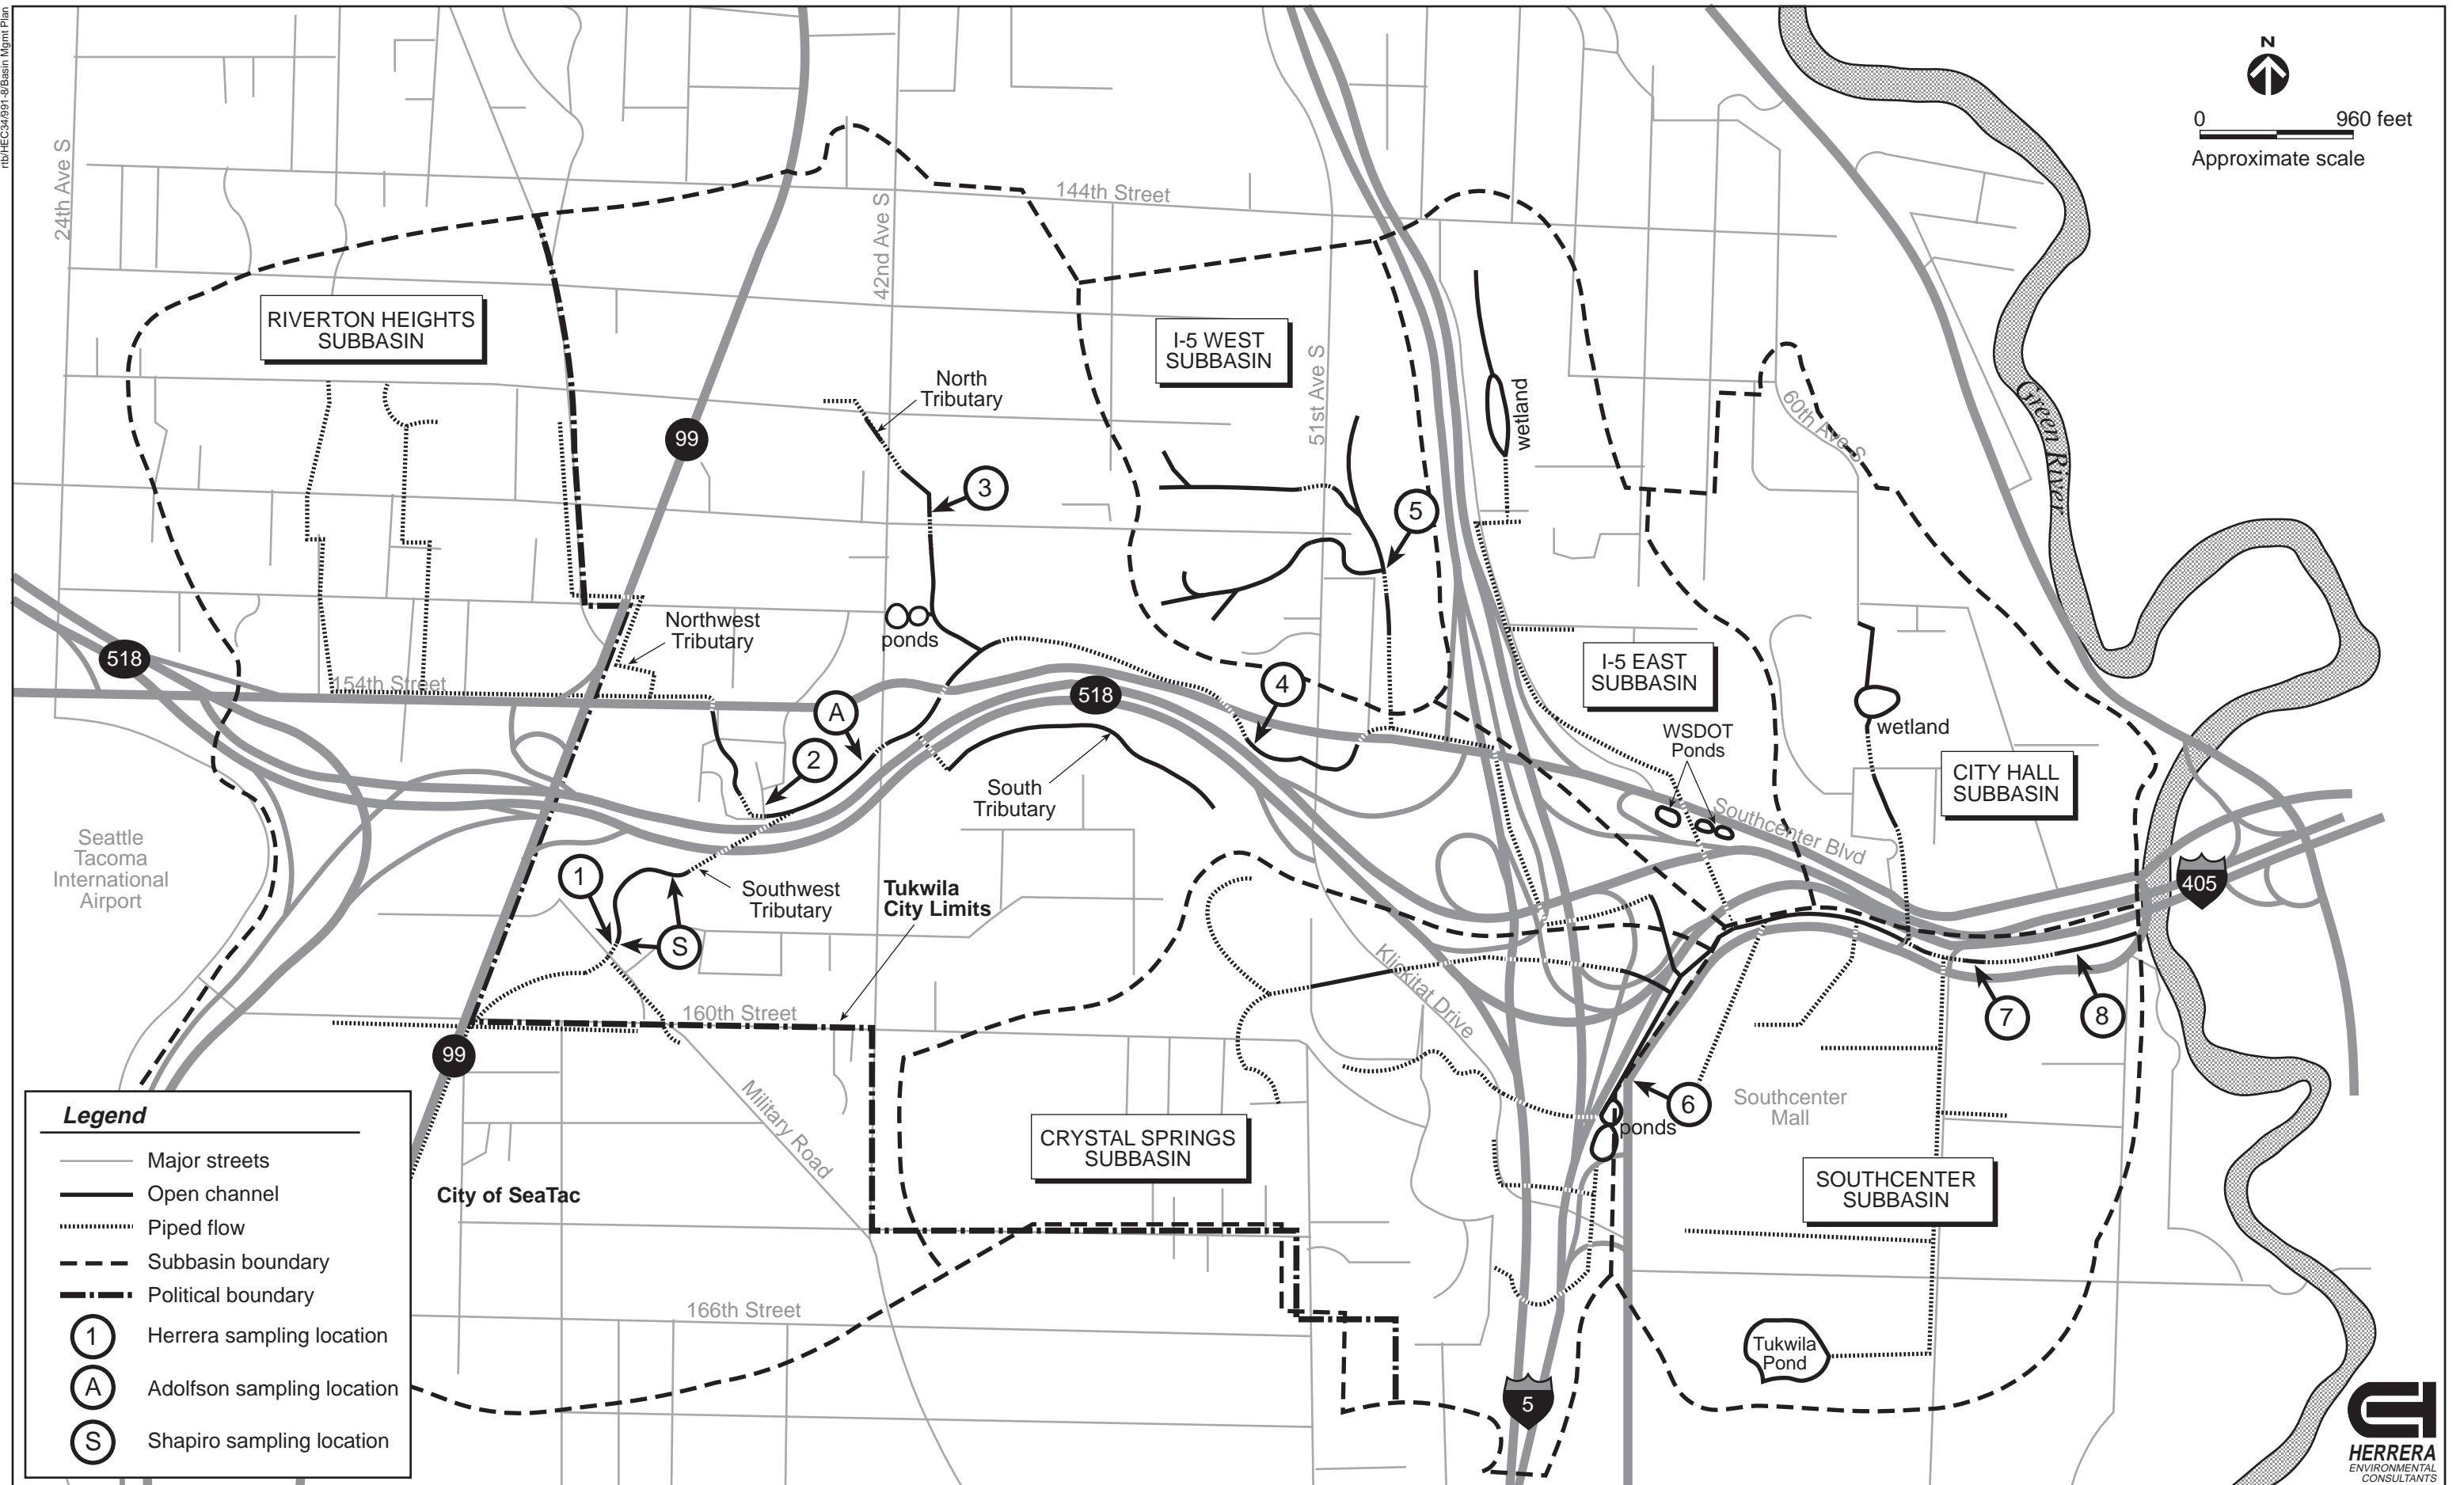 rtb/HEC34/991-8/Basin Mgmt Plan
N
0 960 feet
Approximate scale
24th Ave S
144th Street
42nd Ave S
RIVERTON HEIGHTS
SUBBASIN
I-5 WEST
SUBBASIN
51st Ave S
wetland
60th Ave S
Green River
North
Tributary
99
3
5
Northwest
Tributary
ponds
518
154th Street
A
518
4
I-5 EAST
SUBBASIN
wetland
WSDOT
Ponds
2
South
Tributary
CITY HALL
SUBBASIN
Southcenter Blvd
Seattle
Tacoma
International
Airport
1
Southwest
Tributary
Tukwila
City Limits
405
S
Klickitat Drive
160th Street
7
8
99
Military Road
6
ponds
Southcenter
Mall
CRYSTAL SPRINGS
SUBBASIN
SOUTHCENTER
SUBBASIN
City of SeaTac
166th Street
Tukwila
Pond
5
Legend
Major streets
Open channel
Piped flow
Subbasin boundary
Political boundary
1 Herrera sampling location
A Adolfson sampling location
S Shapiro sampling location
HERRERA
ENVIRONMENTAL
CONSULTANTS